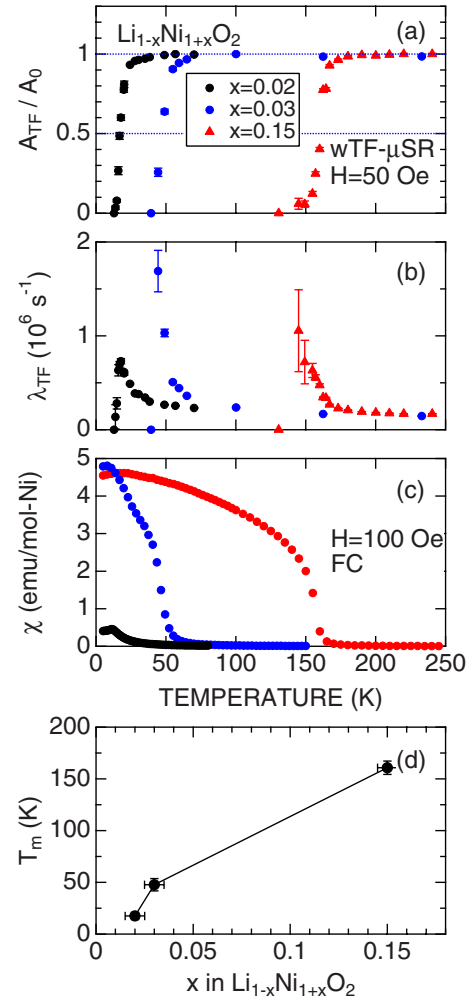 Li1-xNi1+xO2
(a)
1
0.5
0
ATF / A0
x=0.02
x=0.03
x=0.15
wTF-μSR
H=50 Oe
(b)
2
1
0
λTF (10⁶ s⁻¹)
(c)
5
4
3
2
1
0
χ (emu/mol-Ni)
H=100 Oe
FC
0 50 100 150 200 250
TEMPERATURE (K)
(d)
200
150
100
50
0
Tm (K)
0 0.05 0.1 0.15
x in Li1-xNi1+xO2